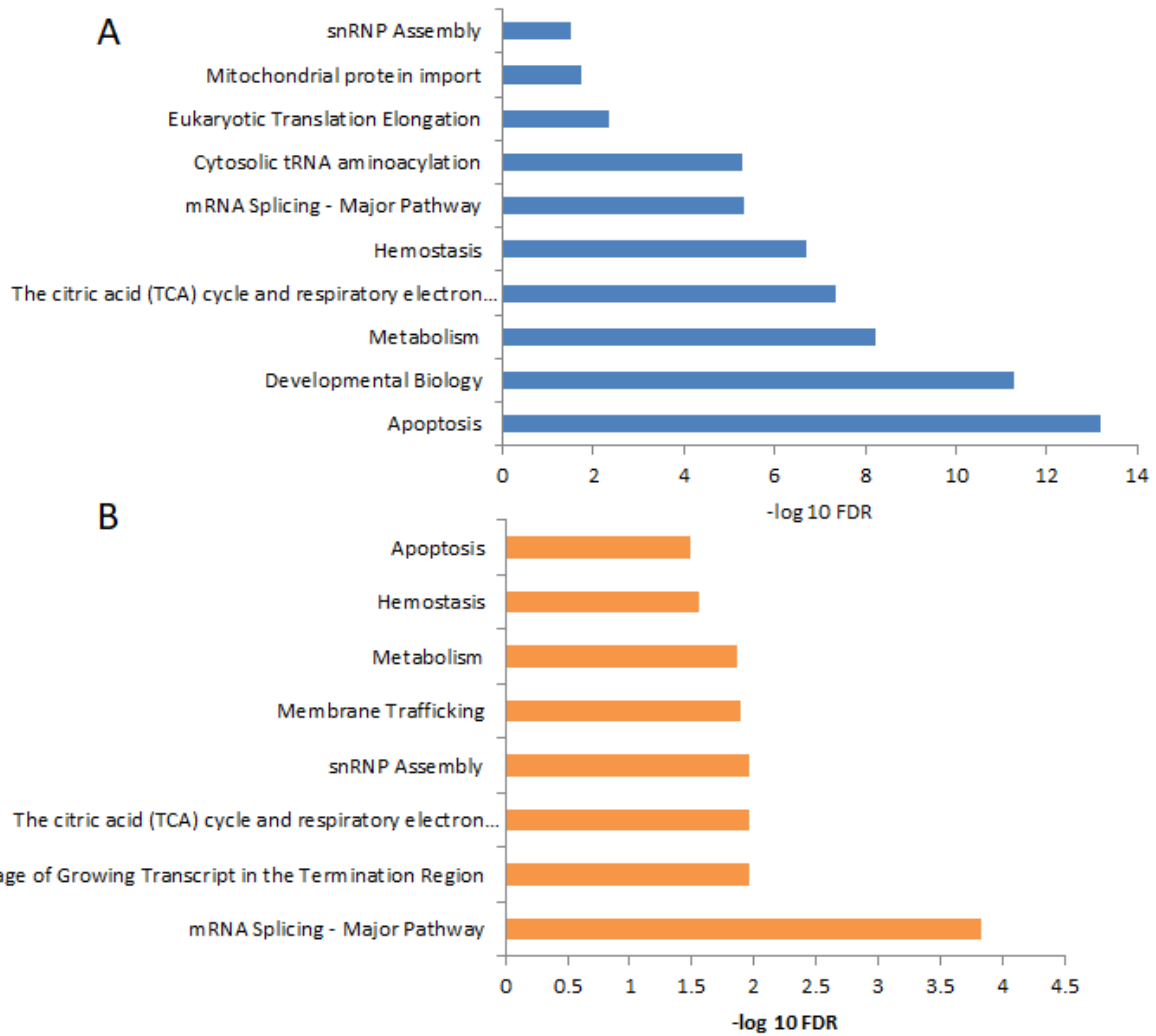 A
snRNP Assembly
Mitochondrial protein import
Eukaryotic Translation Elongation
Cytosolic tRNA aminoacylation
mRNA Splicing - Major Pathway
Hemostasis
The citric acid (TCA) cycle and respiratory electron...
Metabolism
Developmental Biology
Apoptosis
0 2 4 6 8 10 12 14
-log 10 FDR
B
Apoptosis
Hemostasis
Metabolism
Membrane Trafficking
snRNP Assembly
The citric acid (TCA) cycle and respiratory electron...
age of Growing Transcript in the Termination Region
mRNA Splicing - Major Pathway
0 0.5 1 1.5 2 2.5 3 3.5 4 4.5
-log 10 FDR